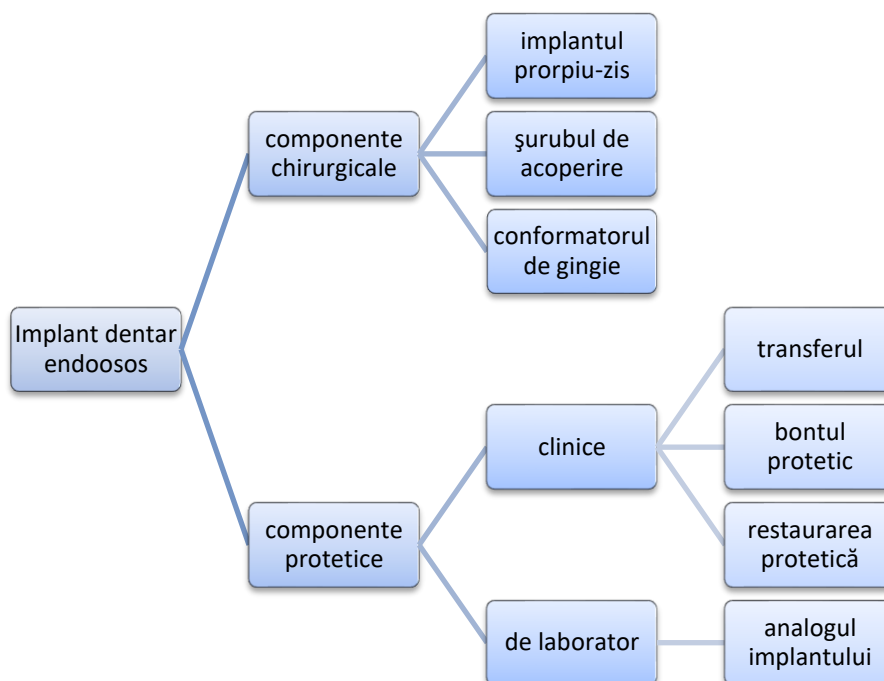 implantul
prorpiu-zis
componente
chirurgicale
şurubul de
acoperire
conformatorul
de gingie
Implant dentar
endoosos
transferul
clinice
bontul
protetic
componente
protetice
restaurarea
protetică
de laborator
analogul
implantului